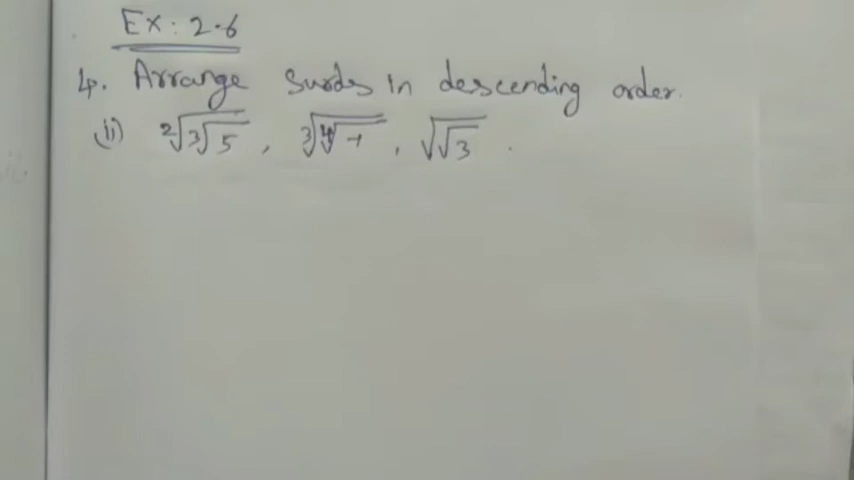 Ex: 2.6
4. Arrange surds in descending order.
(ii) ²√³√5, ³√⁴√7, √√3.